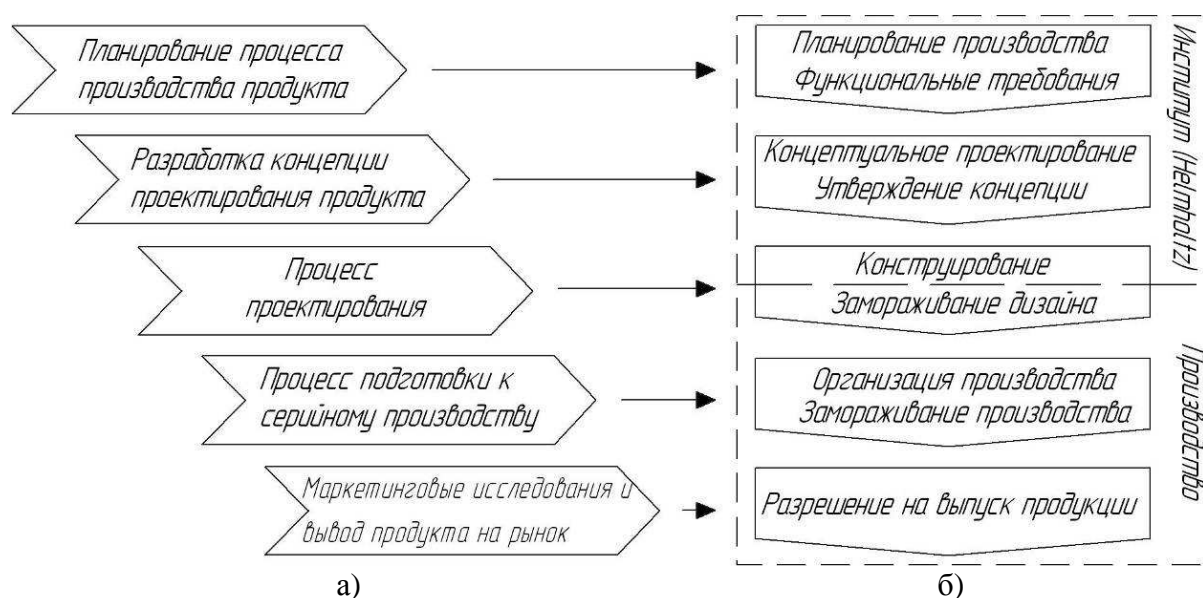 Планирование процесса
производства продукта
Планирование производства
Функциональные требования
Разработка концепции
проектирования продукта
Концептуальное проектирование
Утверждение концепции
Процесс
проектирования
Конструирование
Замораживание дизайна
Процесс подготовки к
серийному производству
Организация производства
Замораживание производства
Маркетинговые исследования и
вывод продукта на рынок
Разрешение на выпуск продукции
Институт (Helmholtz)
Производство
а)
б)